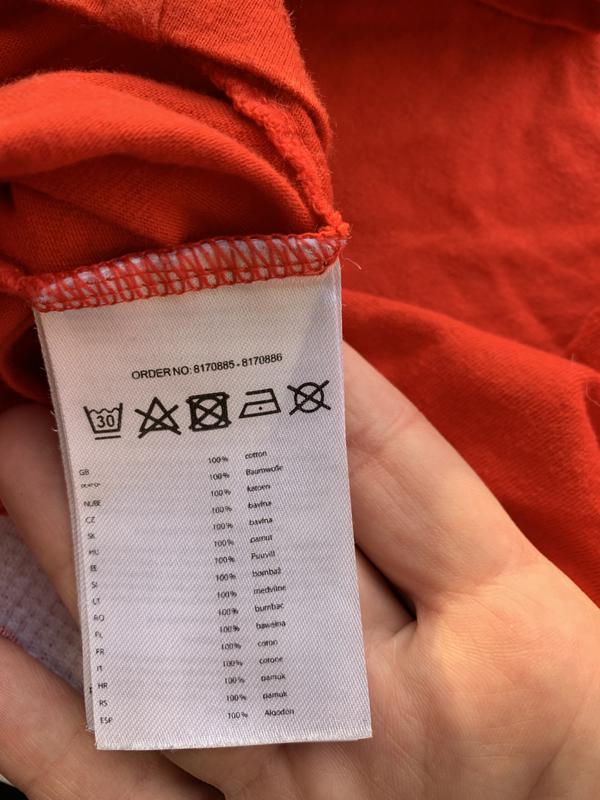 ORDER NO: 8170885 - 8170886
30
GB 100% cotton
100% Baumwolle
NL/BE 100% katoen
CZ 100% bavlna
SK 100% bavlna
HU 100% pamut
EE 100% Puuvill
SI 100% bombaž
LT 100% medvilnė
RO 100% bumbac
PL 100% bawełna
FR 100% coton
IT 100% cotone
HR 100% pamuk
RS 100% pamuk
ESP 100% Algodón